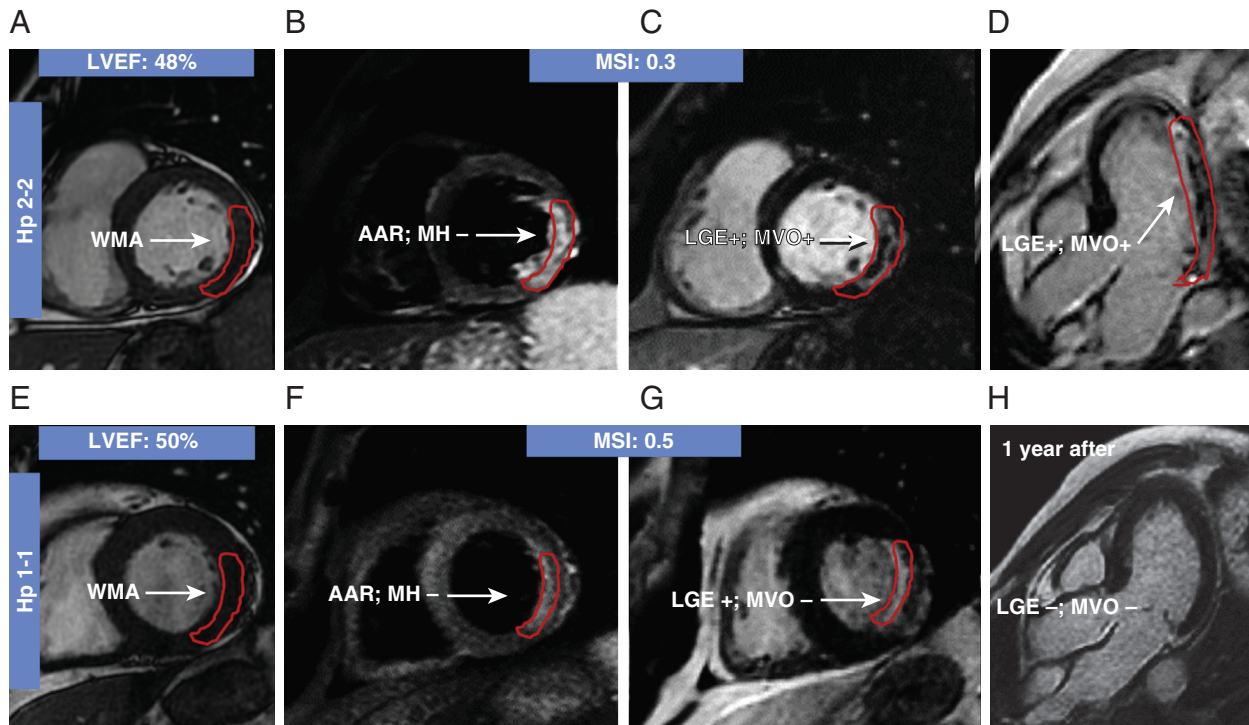 A
B
C
D
LVEF: 48%
MSI: 0.3
Hp 2-2
WMA
AAR; MH –
LGE+; MVO+
LGE+; MVO+
E
F
G
H
LVEF: 50%
MSI: 0.5
1 year after
Hp 1-1
WMA
AAR; MH –
LGE +; MVO –
LGE –; MVO –